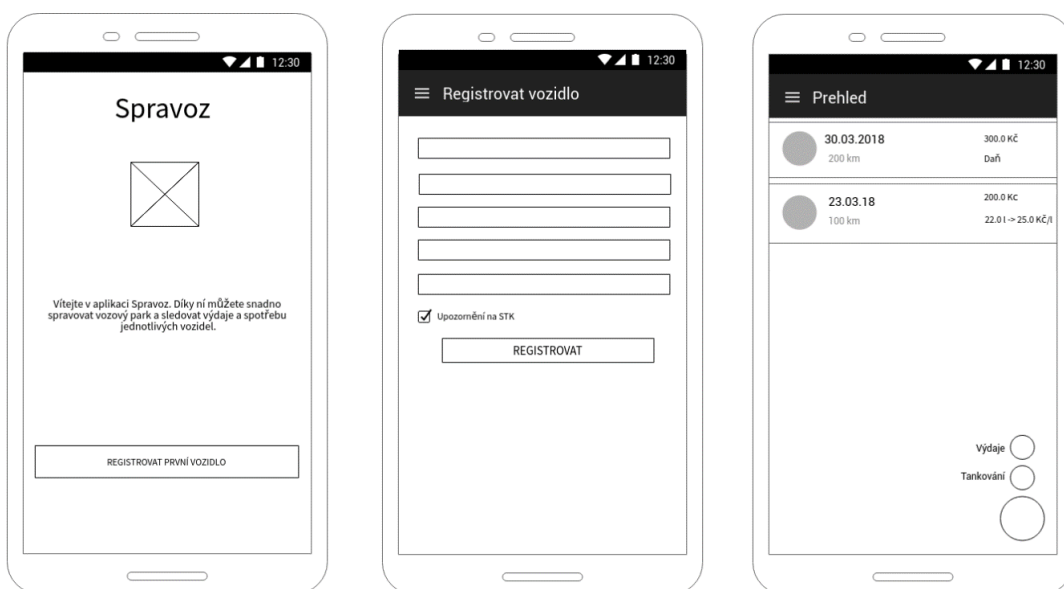 12:30
Spravoz
Vítejte v aplikaci Spravoz. Díky ní můžete snadno
spravovat vozový park a sledovat výdaje a spotřebu
jednotlivých vozidel.
REGISTROVAT PRVNÍ VOZIDLO
12:30
Registrovat vozidlo
Upozornění na STK
REGISTROVAT
12:30
Prehled
30.03.2018
300.0 Kč
200 km
Daň
23.03.18
200.0 Kc
100 km
22.0 l -> 25.0 Kč/l
Výdaje
Tankování